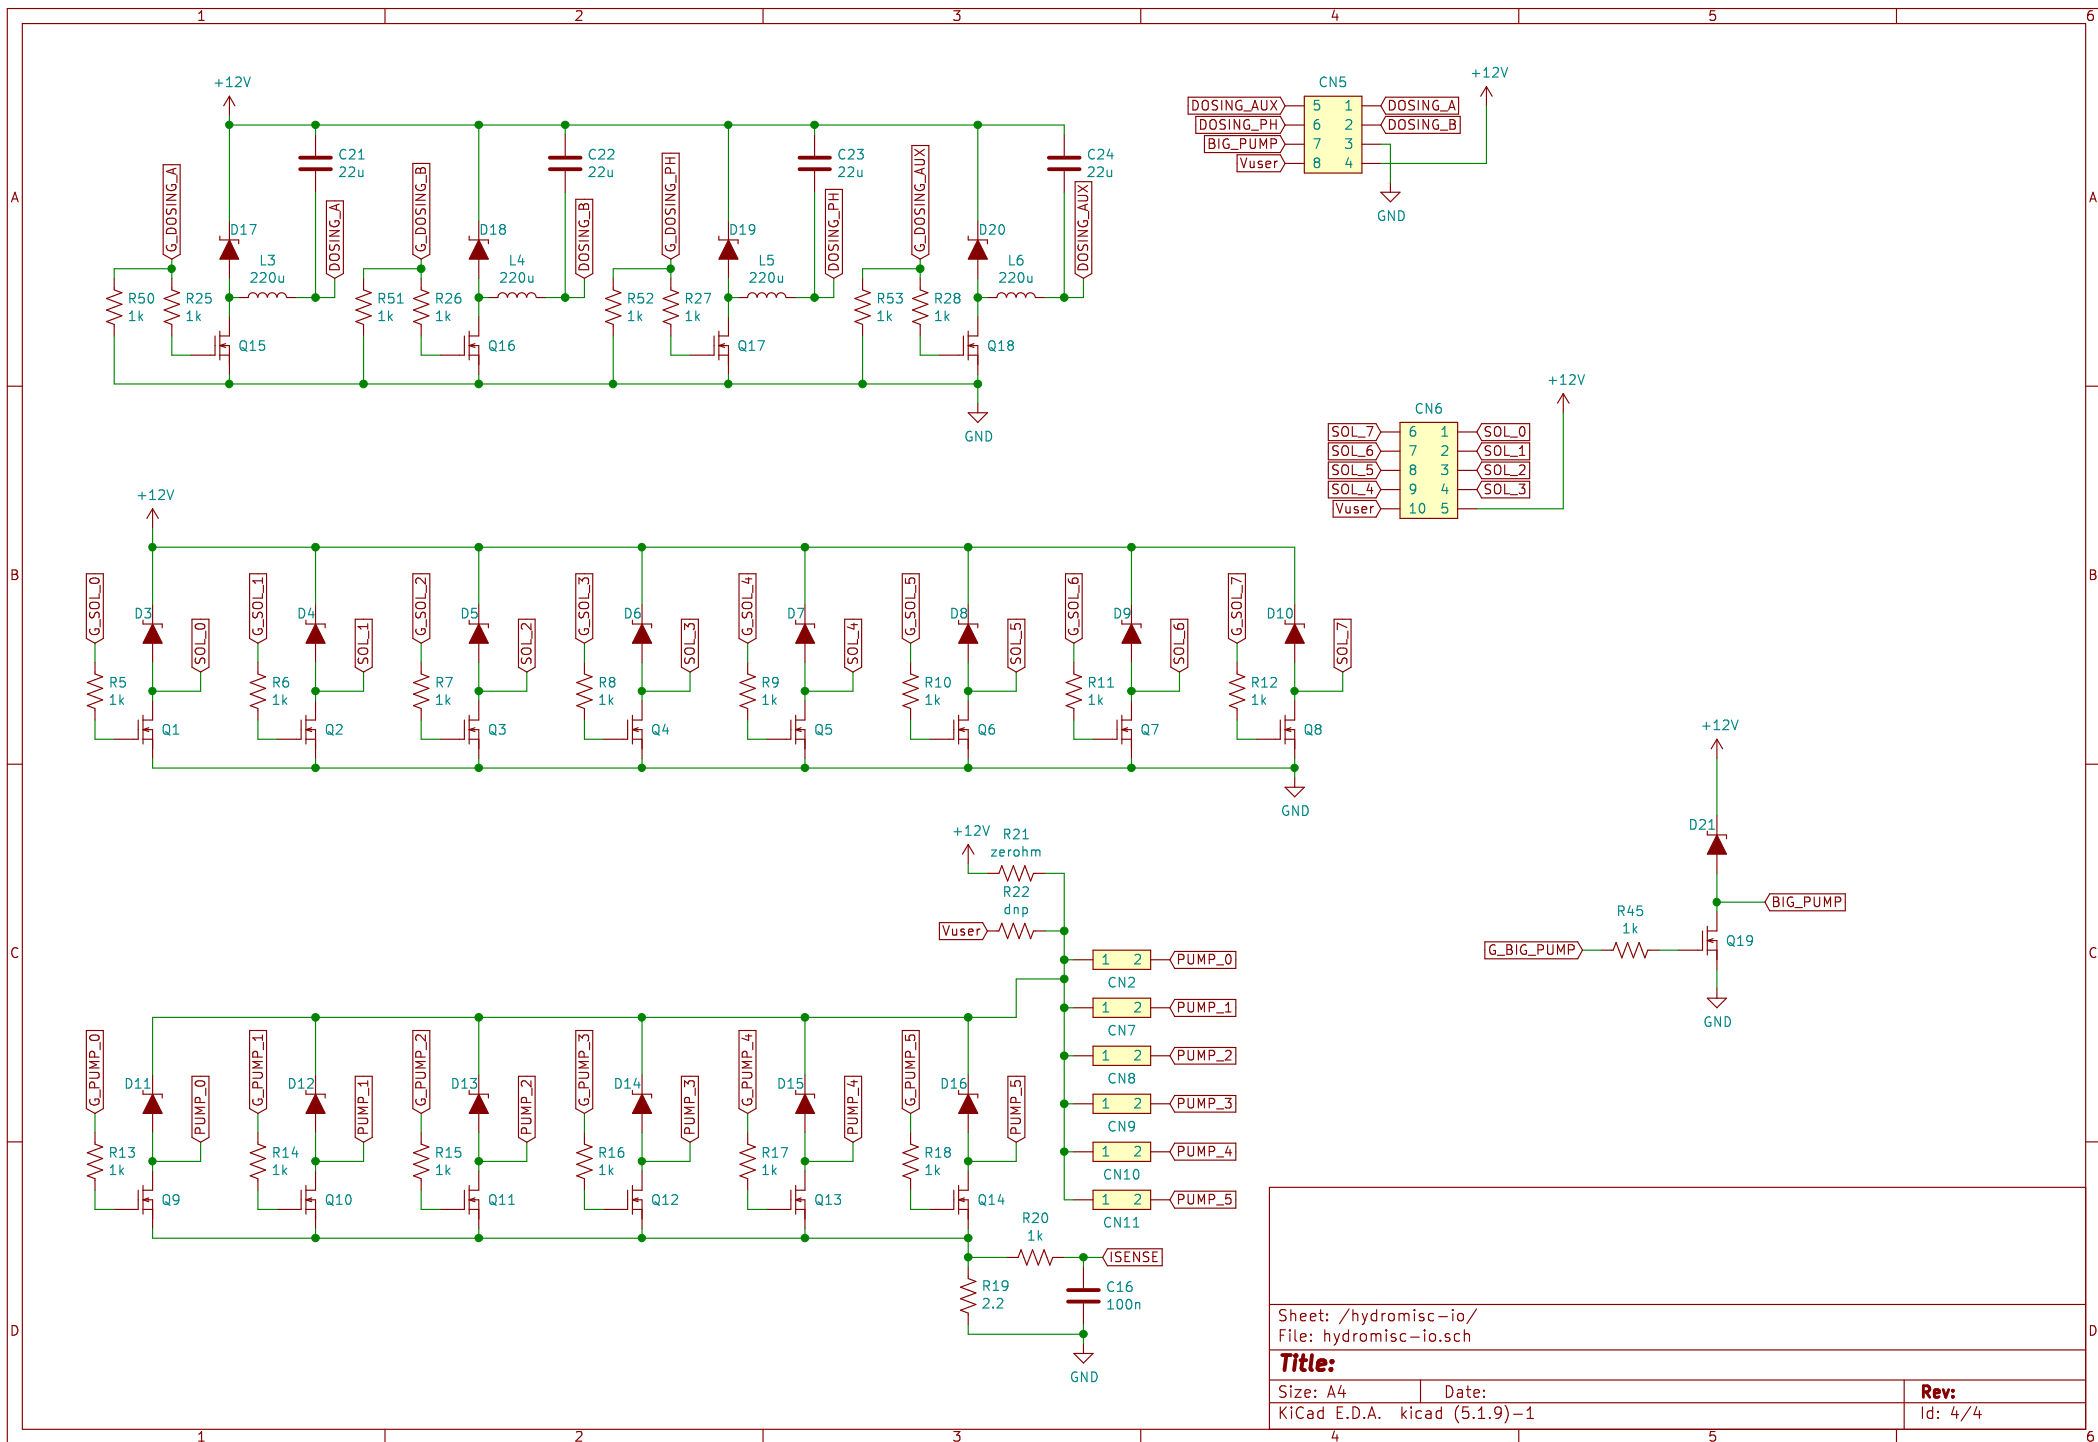 1 2 3 4 5 6
+12V
CN5
+12V
DOSING_AUX 5 1 DOSING_A
DOSING_PH 6 2 DOSING_B
BIG_PUMP 7 3
Vuser 8 4
GND
C21
22u
C22
22u
C23
22u
C24
22u
G_DOSING_A
DOSING_A
G_DOSING_B
DOSING_B
G_DOSING_PH
DOSING_PH
G_DOSING_AUX
DOSING_AUX
A
A
D17
D18
D19
D20
L3
220u
L4
220u
L5
220u
L6
220u
R50
1k
R25
1k
R51
1k
R26
1k
R52
1k
R27
1k
R53
1k
R28
1k
Q15
Q16
Q17
Q18
GND
+12V
CN6
SOL_7 6 1 SOL_0
SOL_6 7 2 SOL_1
SOL_5 8 3 SOL_2
SOL_4 9 4 SOL_3
Vuser 10 5
+12V
B
B
G_SOL_0
D3
SOL_0
G_SOL_1
D4
SOL_1
G_SOL_2
D5
SOL_2
G_SOL_3
D6
SOL_3
G_SOL_4
D7
SOL_4
G_SOL_5
D8
SOL_5
G_SOL_6
D9
SOL_6
G_SOL_7
D10
SOL_7
R5
1k
R6
1k
R7
1k
R8
1k
R9
1k
R10
1k
R11
1k
R12
1k
Q1
Q2
Q3
Q4
Q5
Q6
Q7
Q8
GND
+12V
D21
BIG_PUMP
R45
1k
G_BIG_PUMP
Q19
GND
+12V
R21
zerohm
R22
dnp
Vuser
C
C
1 2 PUMP_0
CN2
1 2 PUMP_1
CN7
1 2 PUMP_2
CN8
1 2 PUMP_3
CN9
1 2 PUMP_4
CN10
1 2 PUMP_5
CN11
G_PUMP_0
D11
PUMP_0
G_PUMP_1
D12
PUMP_1
G_PUMP_2
D13
PUMP_2
G_PUMP_3
D14
PUMP_3
G_PUMP_4
D15
PUMP_4
G_PUMP_5
D16
PUMP_5
R13
1k
R14
1k
R15
1k
R16
1k
R17
1k
R18
1k
Q9
Q10
Q11
Q12
Q13
Q14
R20
1k
ISENSE
R19
2.2
C16
100n
GND
D
D
Sheet: /hydromisc-io/
File: hydromisc-io.sch
Title:
Size: A4 Date: Rev:
KiCad E.D.A. kicad (5.1.9)-1 Id: 4/4
1 2 3 4 5 6